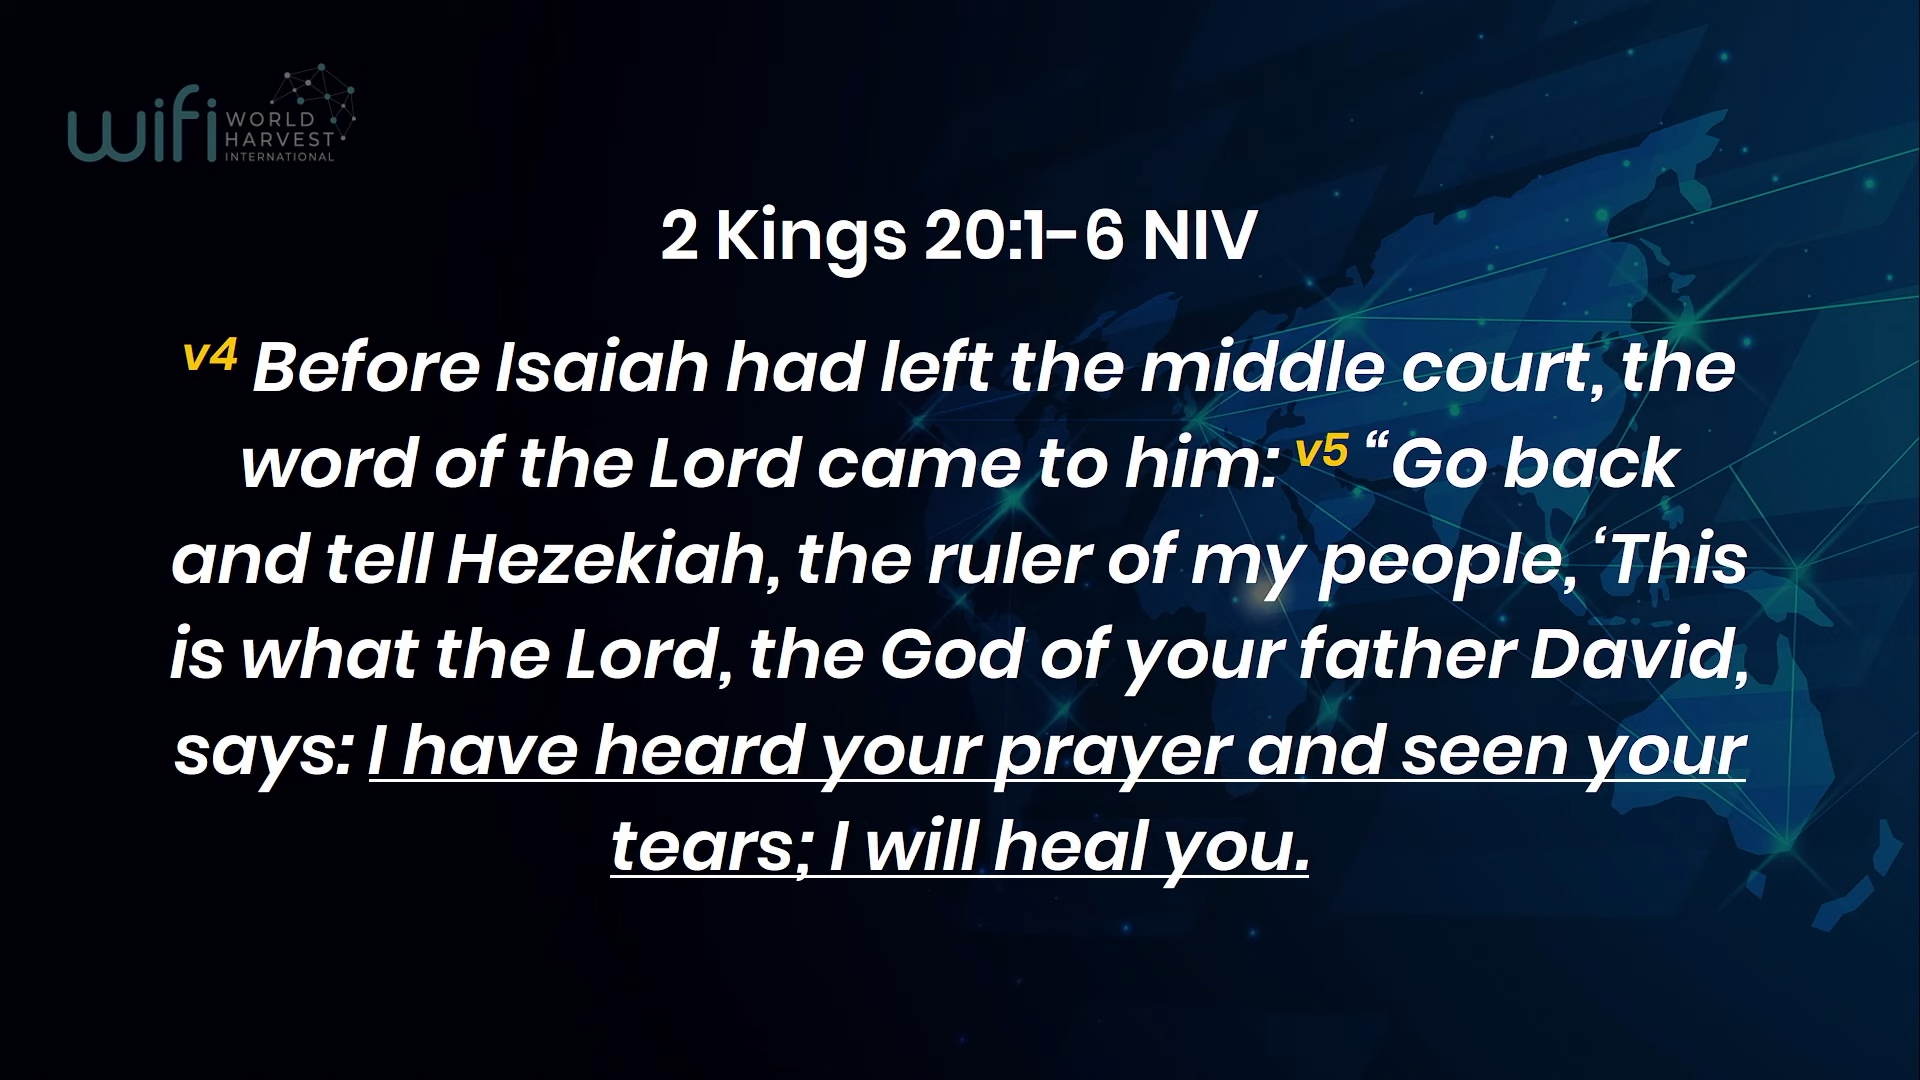 wifi WORLD
HARVEST
INTERNATIONAL
2 Kings 20:1-6 NIV
v4 Before Isaiah had left the middle court, the
word of the Lord came to him: v5 “Go back
and tell Hezekiah, the ruler of my people, ‘This
is what the Lord, the God of your father David,
says: I have heard your prayer and seen your
tears; I will heal you.